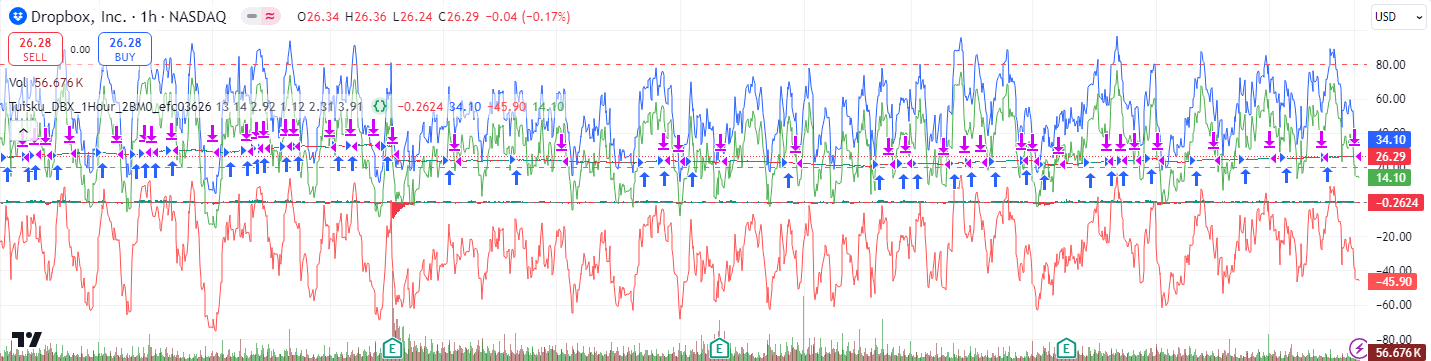 Dropbox, Inc. · 1h · NASDAQ O26.34 H26.36 L26.24 C26.29 −0.04 (−0.17%)
USD
26.28 SELL 0.00 26.28 BUY
Vol 56.676 K
Tuisku_DBX_1Hour_2BM0_efc03626 13 14 2.92 1.12 2.31 3.91 −0.2624 34.10 −45.90 14.10
80.00
60.00
34.10
26.29
14.10
−0.2624
−20.00
−40.00
−45.90
−60.00
−80.00
56.676 K
E E E